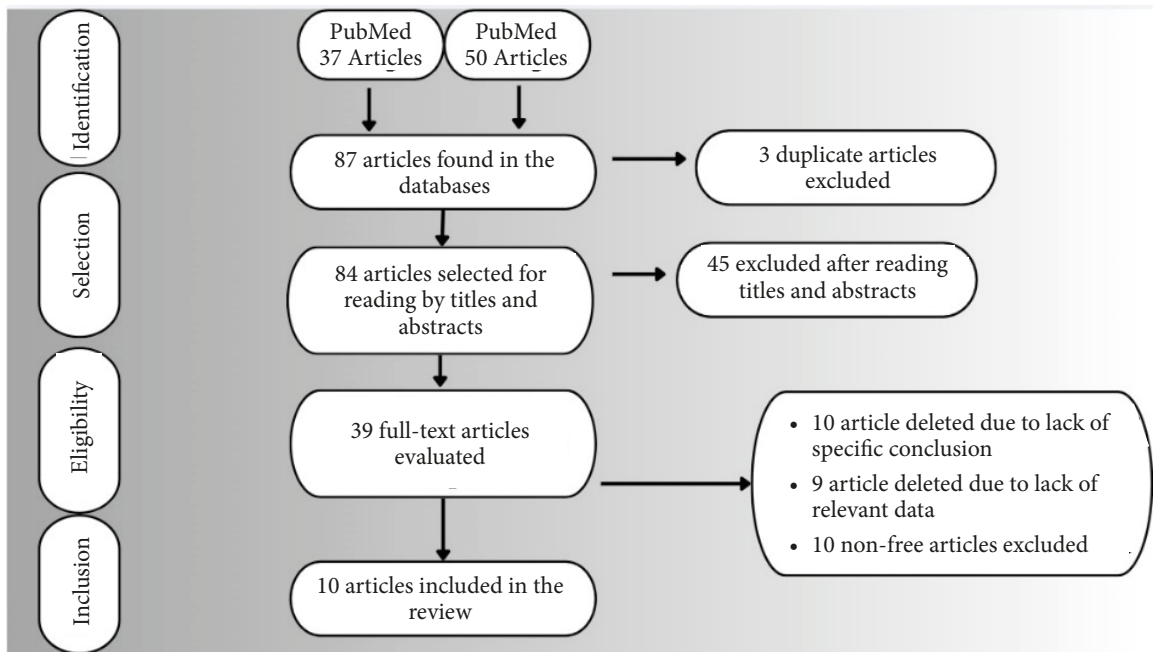 Identification
PubMed
37 Articles
PubMed
50 Articles
87 articles found in the
databases
3 duplicate articles
excluded
Selection
84 articles selected for
reading by titles and
abstracts
45 excluded after reading
titles and abstracts
Eligibility
39 full-text articles
evaluated
• 10 article deleted due to lack of
specific conclusion
• 9 article deleted due to lack of
relevant data
• 10 non-free articles excluded
Inclusion
10 articles included in the
review